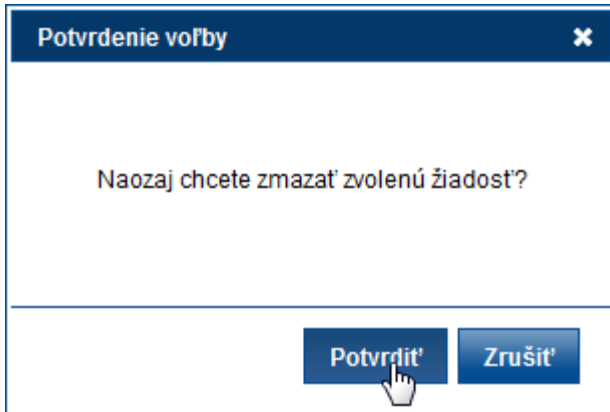 Potvrdenie voľby
Naozaj chcete zmazať zvolenú žiadosť?
Potvrdiť
Zrušiť